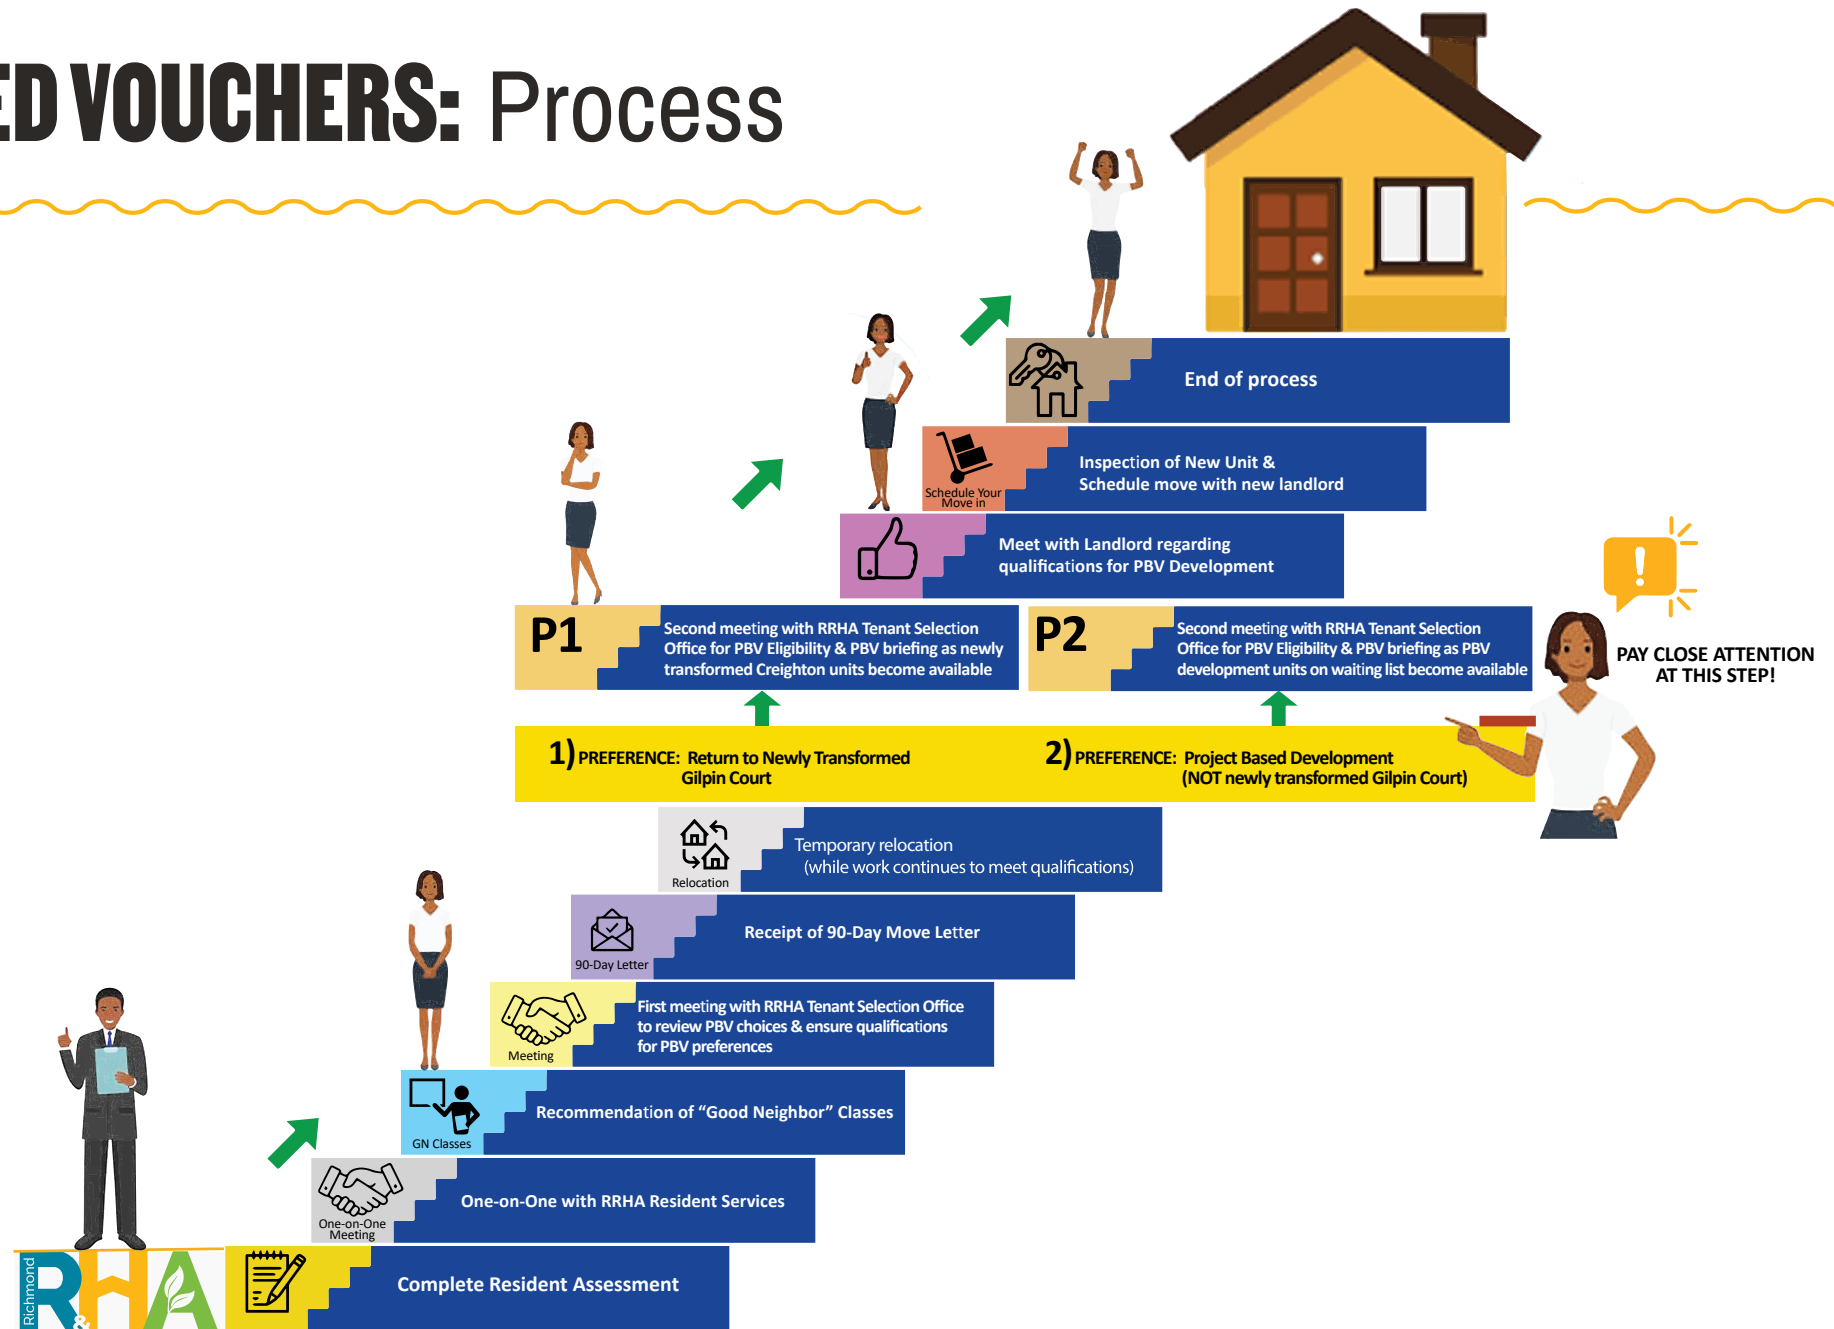 ED VOUCHERS: Process
End of process
Schedule Your
Move in
Inspection of New Unit &
Schedule move with new landlord
Meet with Landlord regarding
qualifications for PBV Development
P1
Second meeting with RRHA Tenant Selection
Office for PBV Eligibility & PBV briefing as newly
transformed Creighton units become available
P2
Second meeting with RRHA Tenant Selection
Office for PBV Eligibility & PBV briefing as PBV
development units on waiting list become available
!
PAY CLOSE ATTENTION
AT THIS STEP!
1) PREFERENCE: Return to Newly Transformed
Gilpin Court
2) PREFERENCE: Project Based Development
(NOT newly transformed Gilpin Court)
Relocation
Temporary relocation
(while work continues to meet qualifications)
90-Day Letter
Receipt of 90-Day Move Letter
Meeting
First meeting with RRHA Tenant Selection Office
to review PBV choices & ensure qualifications
for PBV preferences
GN Classes
Recommendation of “Good Neighbor” Classes
One-on-One
Meeting
One-on-One with RRHA Resident Services
Complete Resident Assessment
Richmond
R&HA